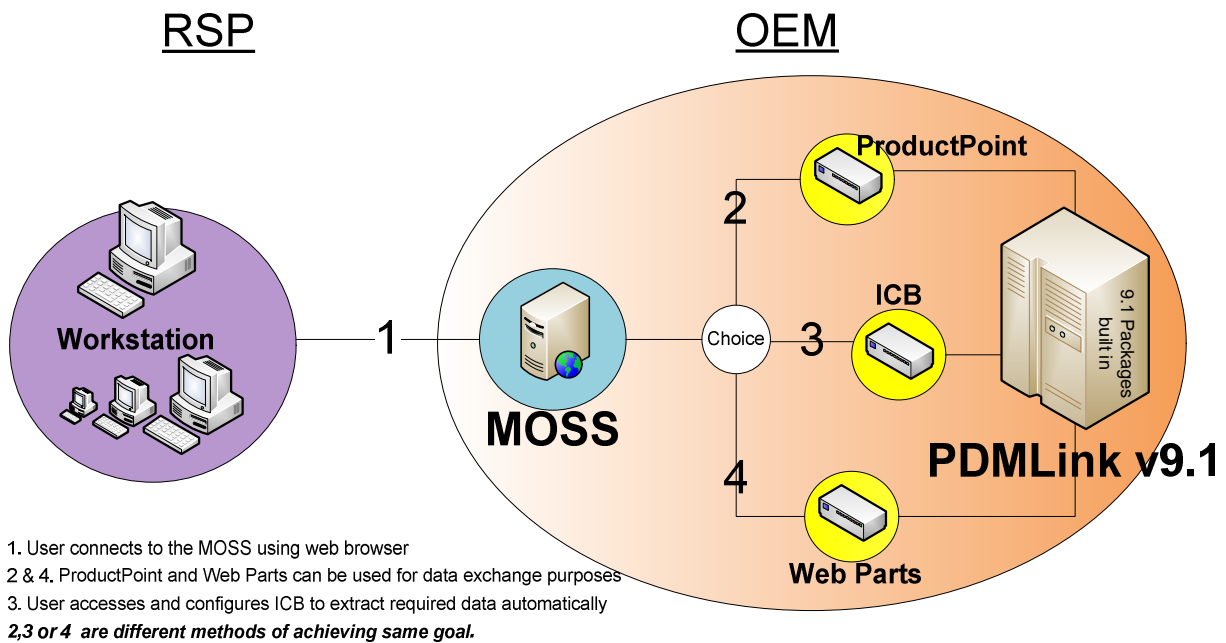 RSP
OEM
ProductPoint
2
9.1 Packages
built in
ICB
Workstation
1
Choice
3
MOSS
PDMLink v9.1
4
Web Parts
1. User connects to the MOSS using web browser
2 & 4. ProductPoint and Web Parts can be used for data exchange purposes
3. User accesses and configures ICB to extract required data automatically
2,3 or 4 are different methods of achieving same goal.